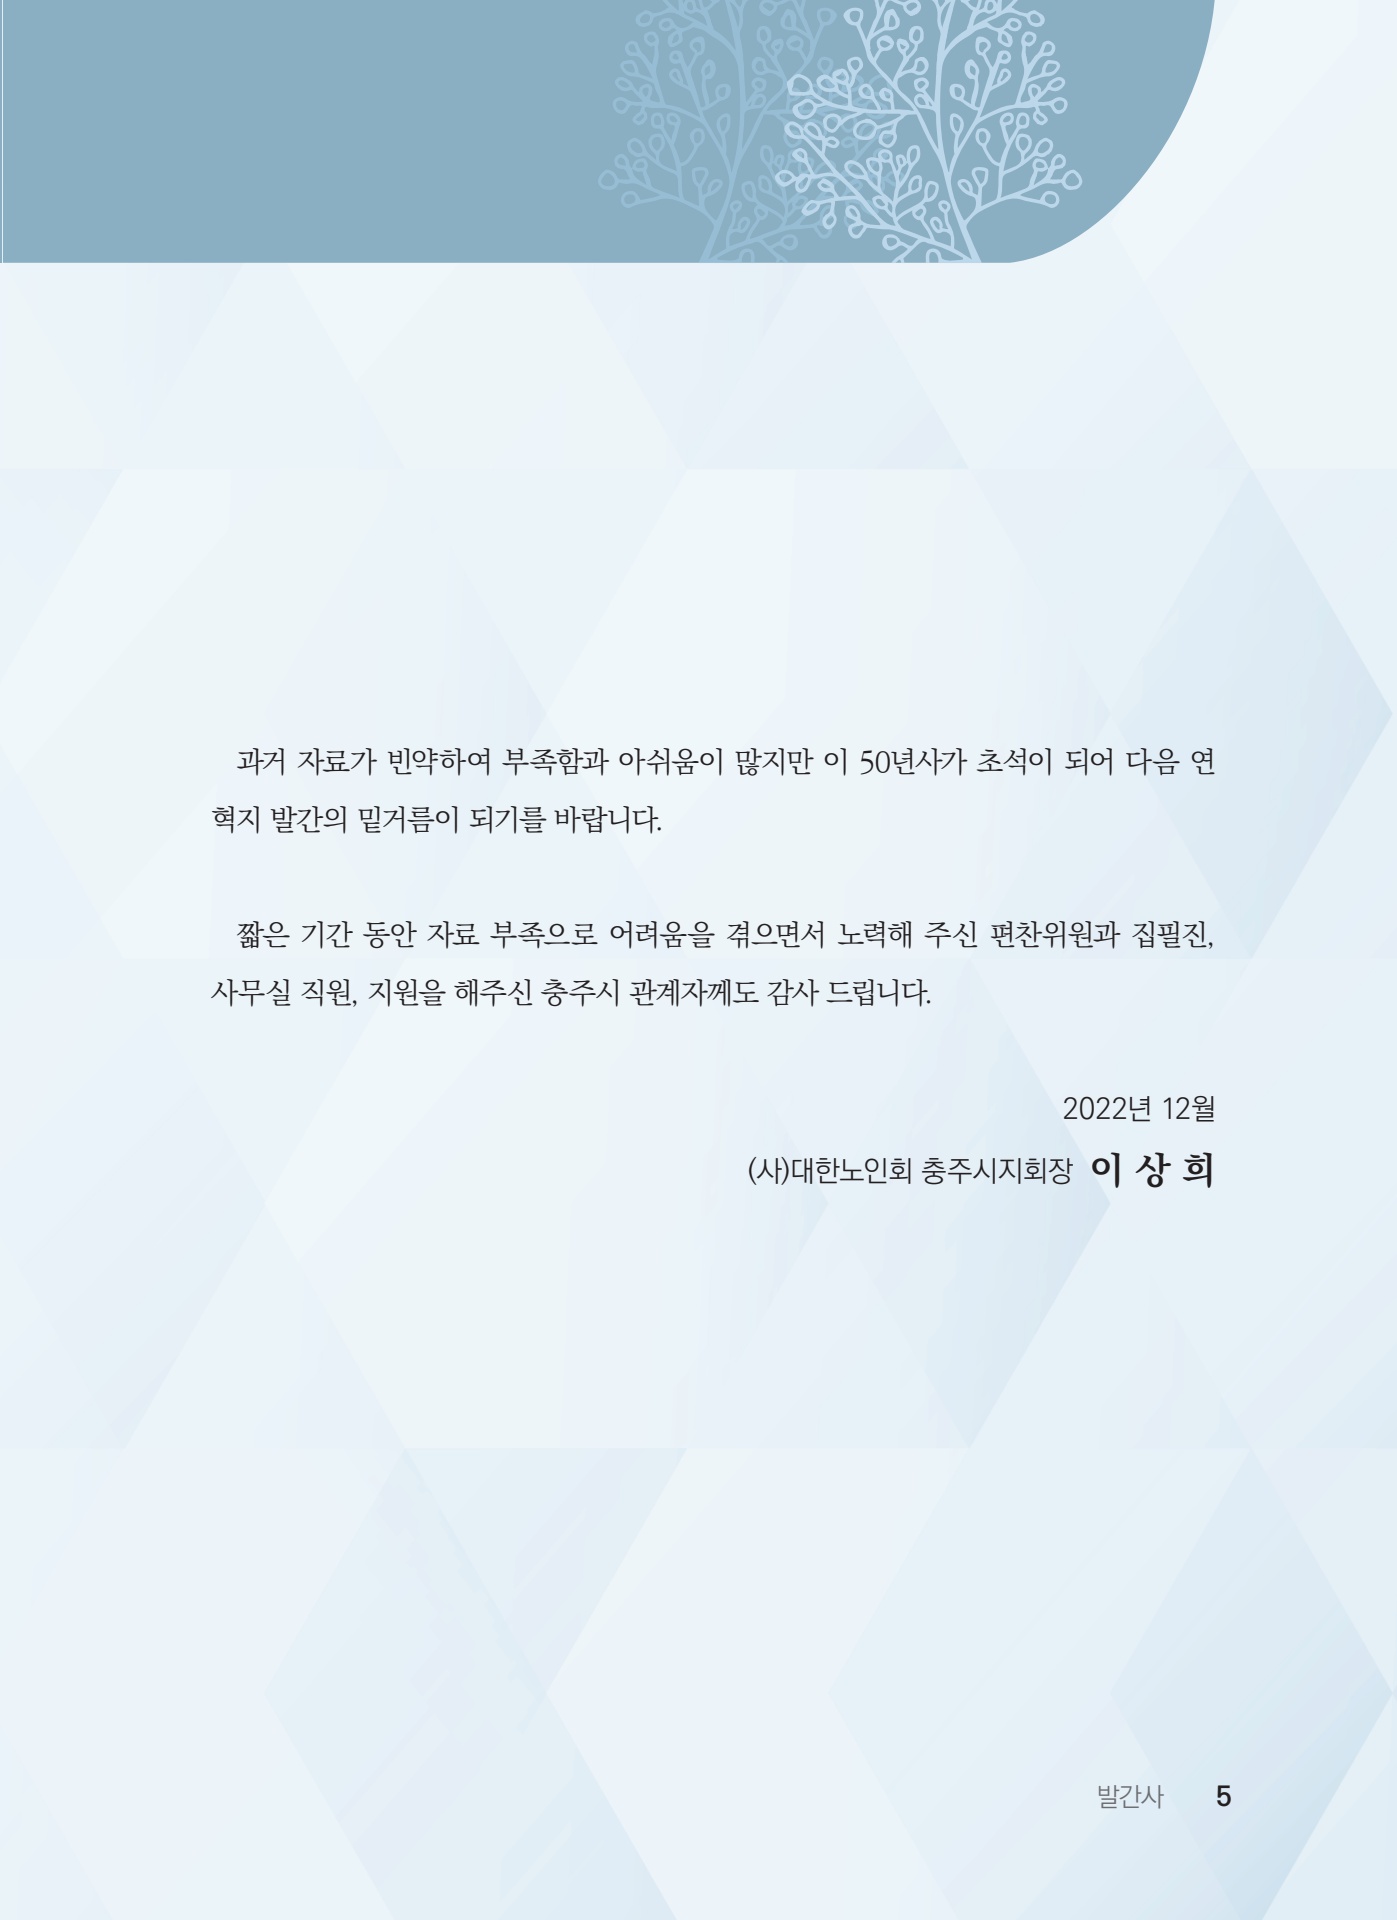 과거 자료가 빈약하여 부족함과 아쉬움이 많지만 이 50년사가 초석이 되어 다음 연
혁지 발간의 밑거름이 되기를 바랍니다.
짧은 기간 동안 자료 부족으로 어려움을 겪으면서 노력해 주신 편찬위원과 집필진,
사무실 직원, 지원을 해주신 충주시 관계자께도 감사 드립니다.
2022년 12월
(사)대한노인회 충주시지회장 이 상 희
발간사 5